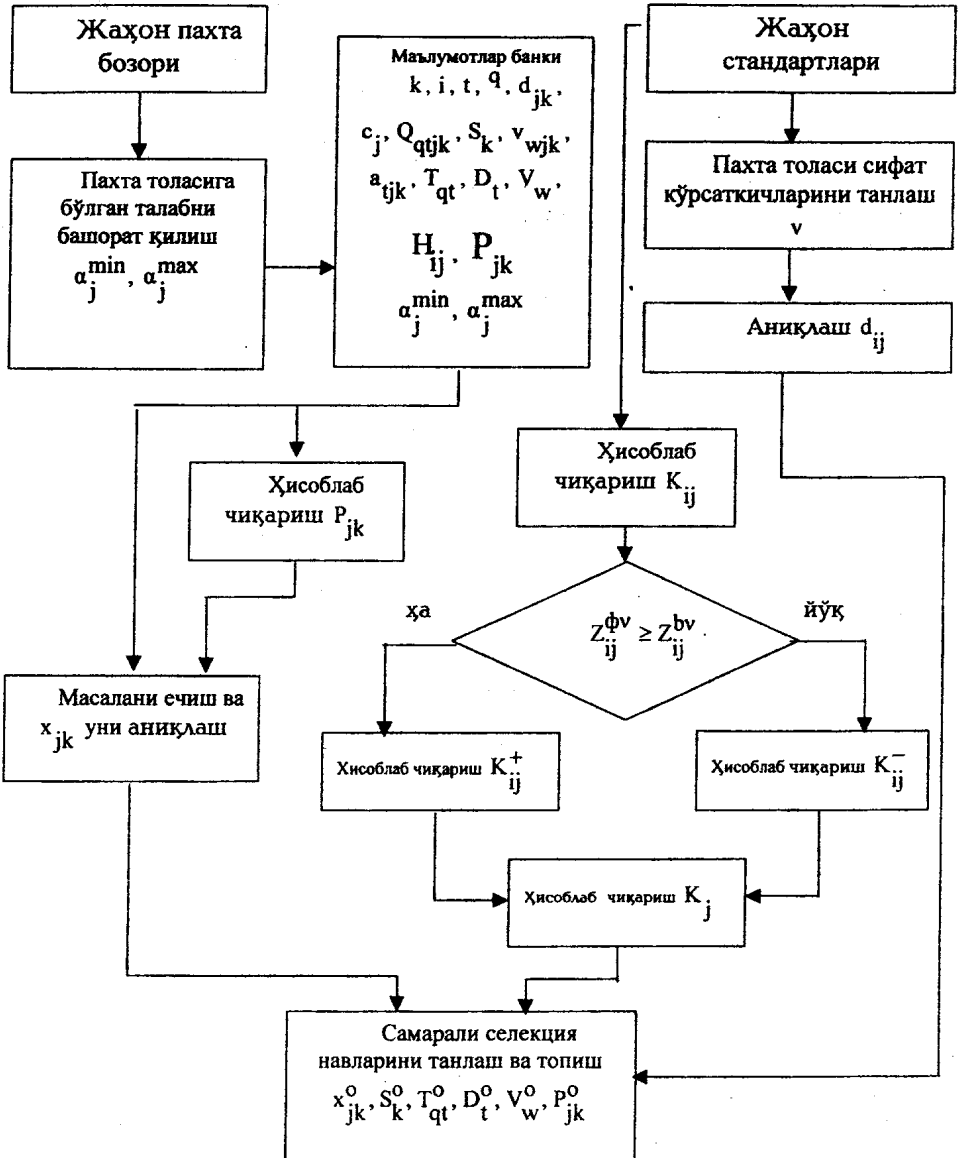 Жаҳон пахта
бозори
Маълумотлар банки
k, i, t, q, d_jk,
c_j, Q_qtjk, S_k, v_wjk,
a_tjk, T_qt, D_t, V_w,
H_ij, P_jk
α_j^min, α_j^max
Жаҳон
стандартлари
Пахта толасига
бўлган талабни
башорат қилиш
α_j^min, α_j^max
Пахта толаси сифат
кўрсаткичларини танлаш
v
Аниқлаш d_ij
Ҳисоблаб
чиқариш P_jk
Ҳисоблаб
чиқариш K_ij
ҳа
Z_ij^фv ≥ Z_ij^bv
йўқ
Масалани ечиш ва
x_jk уни аниқлаш
Хисоблаб чиқариш K_ij^+
Ҳисоблаб чиқариш K_ij^-
Ҳисоблаб чиқариш K_j
Самарали селекция
навларини танлаш ва топиш
x_jk^o, S_k^o, T_qt^o, D_t^o, V_w^o, P_jk^o